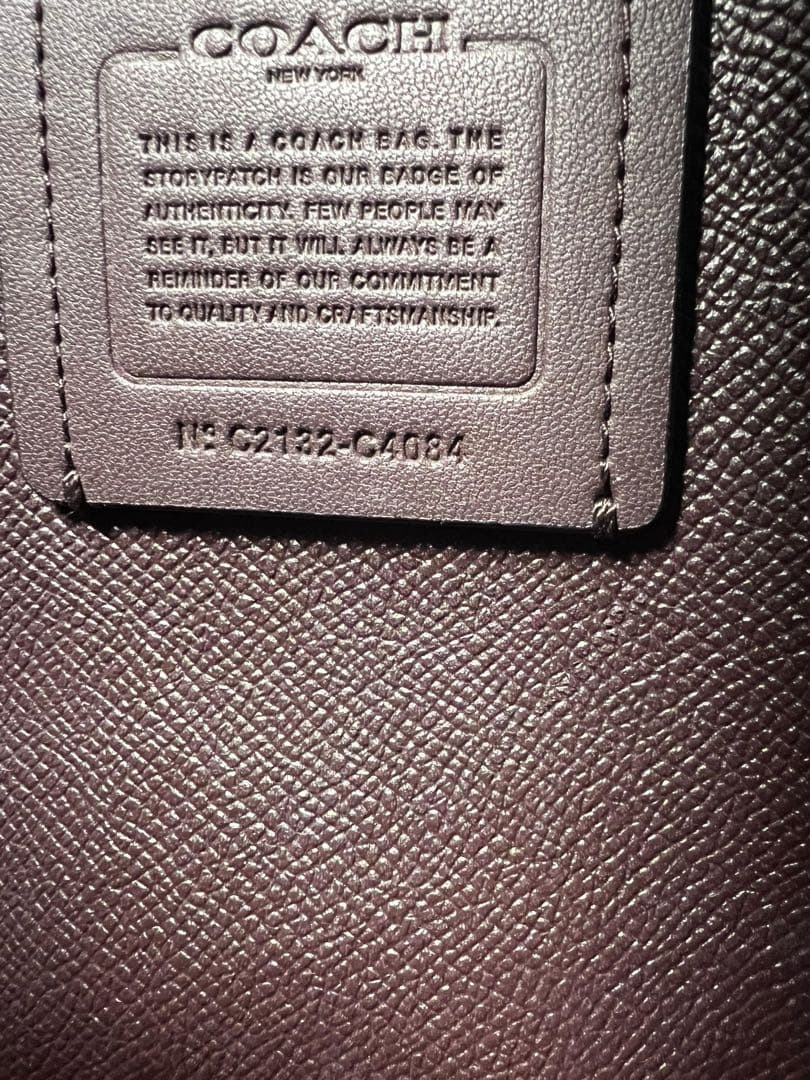 COACH
NEW YORK
THIS IS A COACH BAG. THE
STORYPATCH IS OUR BADGE OF
AUTHENTICITY. FEW PEOPLE MAY
SEE IT, BUT IT WILL ALWAYS BE A
REMINDER OF OUR COMMITMENT
TO QUALITY AND CRAFTSMANSHIP.
Nº C2132-C4084